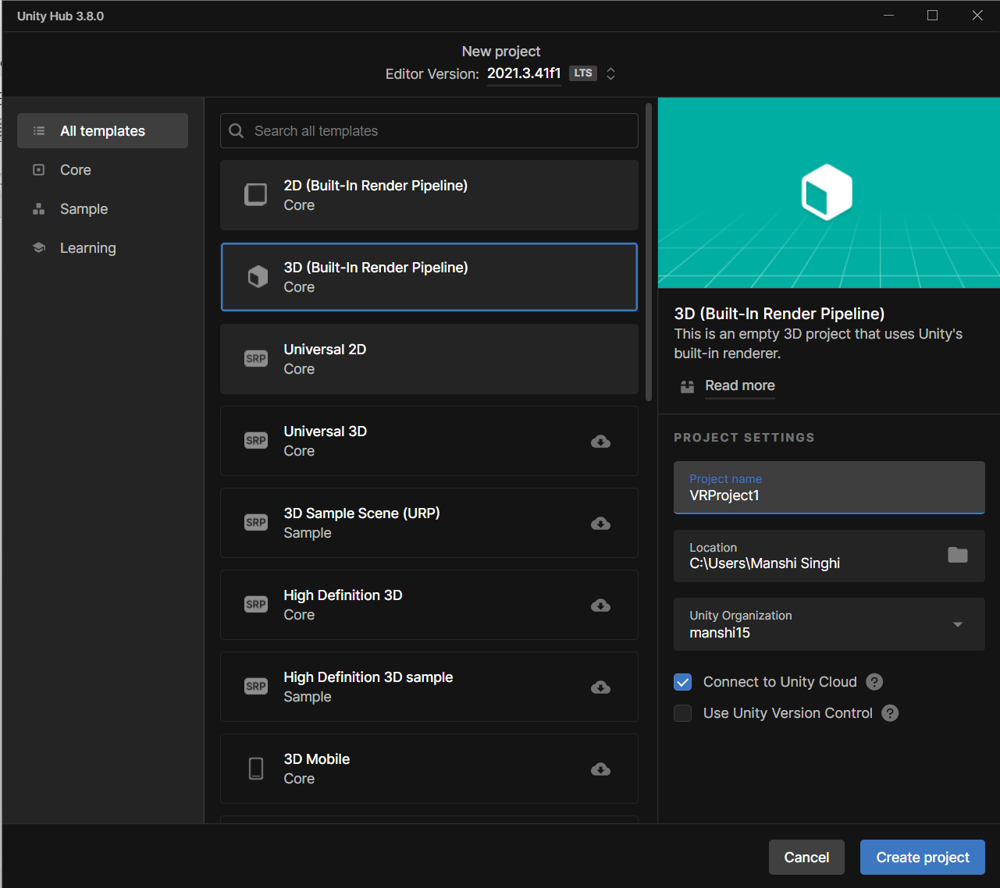 Unity Hub 3.8.0
New project
Editor Version: 2021.3.41f1 LTS
All templates
Core
Sample
Learning
Search all templates
2D (Built-In Render Pipeline)
Core
3D (Built-In Render Pipeline)
Core
SRP
Universal 2D
Core
SRP
Universal 3D
Core
SRP
3D Sample Scene (URP)
Sample
SRP
High Definition 3D
Core
SRP
High Definition 3D sample
Sample
3D Mobile
Core
3D (Built-In Render Pipeline)
This is an empty 3D project that uses Unity's
built-in renderer.
Read more
PROJECT SETTINGS
Project name
VRProject1
Location
C:\Users\Manshi Singhi
Unity Organization
manshi15
Connect to Unity Cloud ?
Use Unity Version Control ?
Cancel
Create project